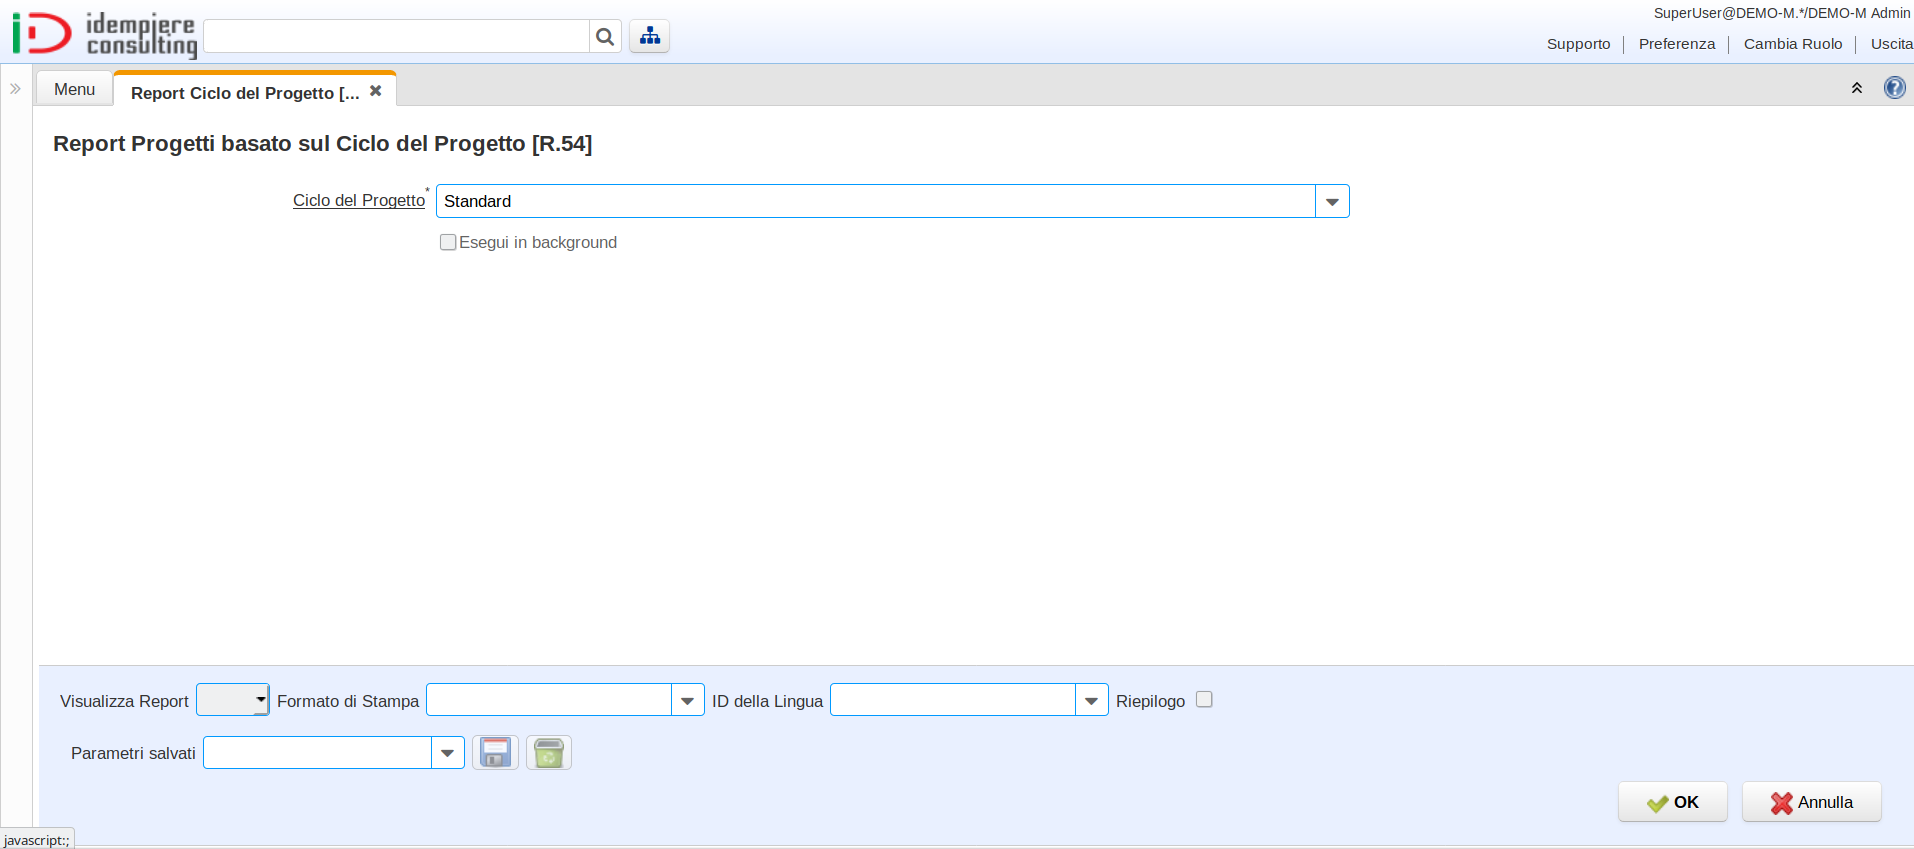 idempiere
consulting
SuperUser@DEMO-M.*/DEMO-M Admin
Supporto
Preferenza
Cambia Ruolo
Uscita
Menu
Report Ciclo del Progetto [...
Report Progetti basato sul Ciclo del Progetto [R.54]
Ciclo del Progetto* Standard
Esegui in background
Visualizza Report Formato di Stampa ID della Lingua Riepilogo
Parametri salvati
OK Annulla
javascript:;